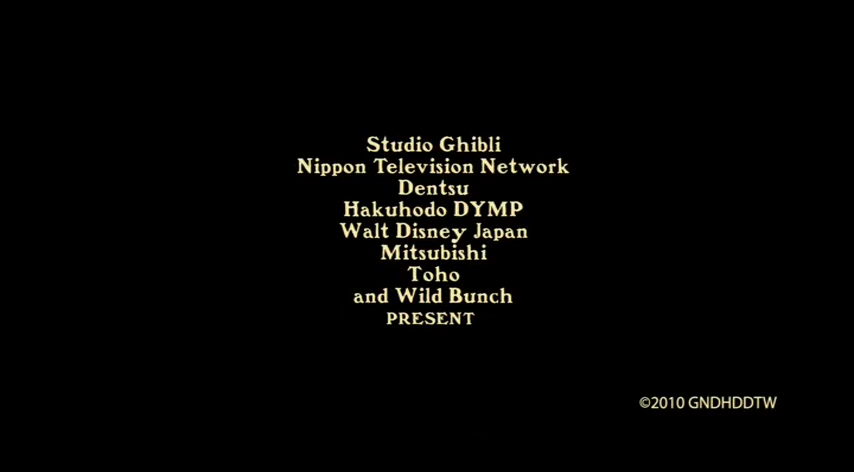 Studio Ghibli
Nippon Television Network
Dentsu
Hakuhodo DYMP
Walt Disney Japan
Mitsubishi
Toho
and Wild Bunch
PRESENT
©2010 GNDHDDTW